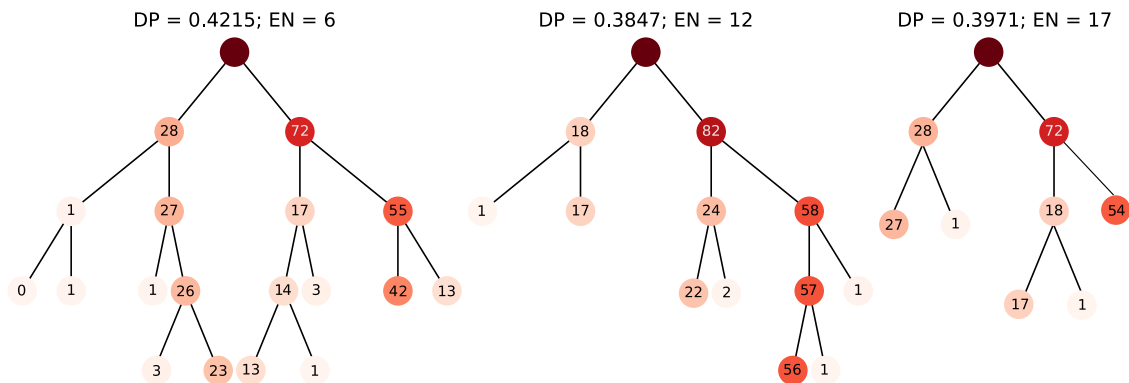 DP = 0.4215; EN = 6
DP = 0.3847; EN = 12
DP = 0.3971; EN = 17
28 72
18 82
28 72
1 27 17 55
1 17 24 58
27 1 18 54
0 1 1 26 14 3 42 13
22 2 57 1
17 1
3 23 13 1
56 1